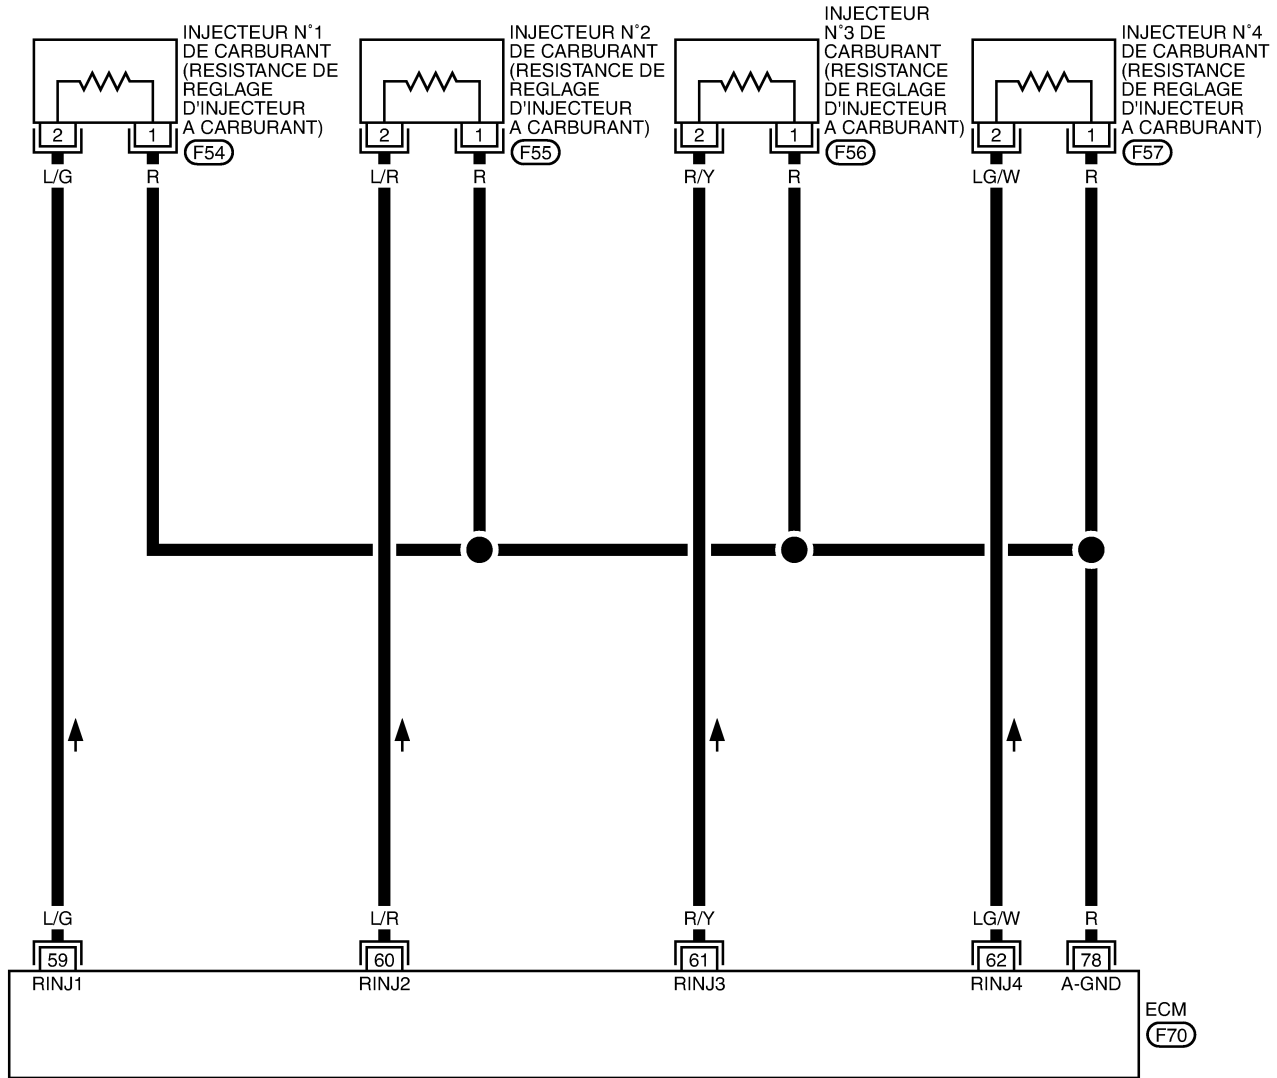 INJECTEUR N°1
DE CARBURANT
(RESISTANCE DE
REGLAGE
D'INJECTEUR
A CARBURANT)
F54
INJECTEUR N°2
DE CARBURANT
(RESISTANCE DE
REGLAGE
D'INJECTEUR
A CARBURANT)
F55
INJECTEUR
N°3 DE
CARBURANT
(RESISTANCE
DE REGLAGE
D'INJECTEUR
A CARBURANT)
F56
INJECTEUR N°4
DE CARBURANT
(RESISTANCE
DE REGLAGE
D'INJECTEUR
A CARBURANT)
F57
2 1 2 1 2 1 2 1
L/G R L/R R R/Y R LG/W R
L/G L/R R/Y LG/W R
59 60 61 62 78
RINJ1 RINJ2 RINJ3 RINJ4 A-GND
ECM
F70